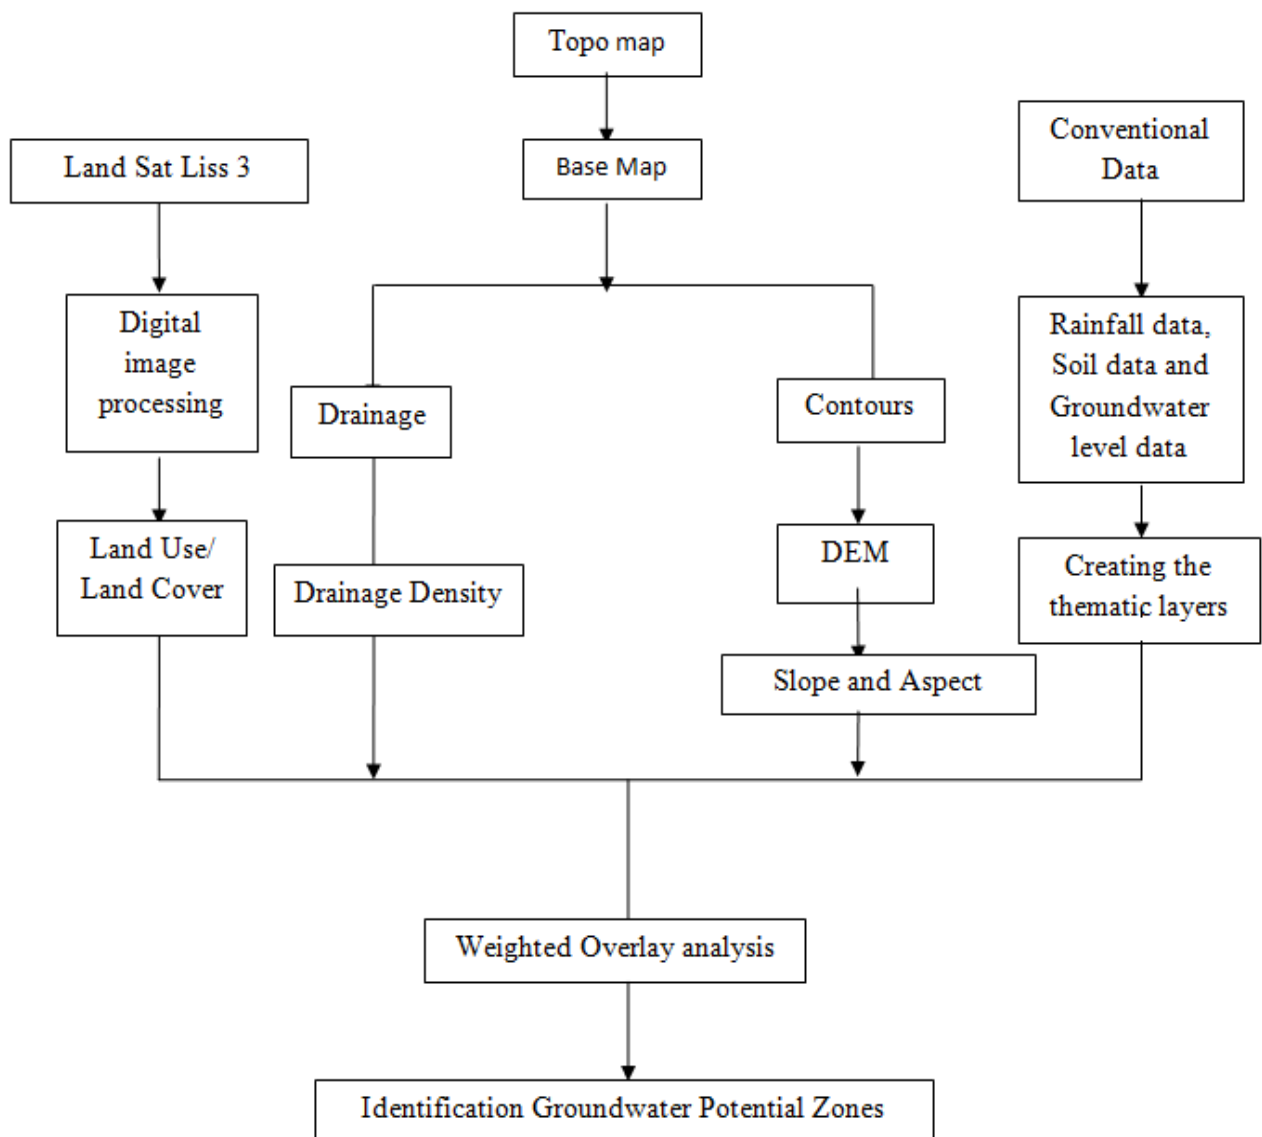 Topo map
Conventional
Data
Land Sat Liss 3
Base Map
Digital
image
processing
Rainfall data,
Soil data and
Groundwater
level data
Drainage
Contours
Land Use/
Land Cover
DEM
Creating the
thematic layers
Drainage Density
Slope and Aspect
Weighted Overlay analysis
Identification Groundwater Potential Zones